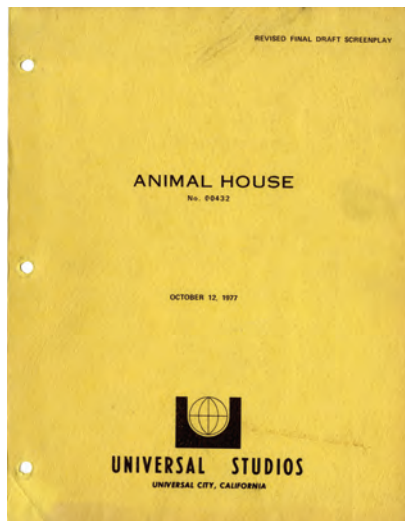 REVISED FINAL DRAFT SCREENPLAY
ANIMAL HOUSE
No. 00432
OCTOBER 12, 1977
UNIVERSAL STUDIOS
UNIVERSAL CITY, CALIFORNIA